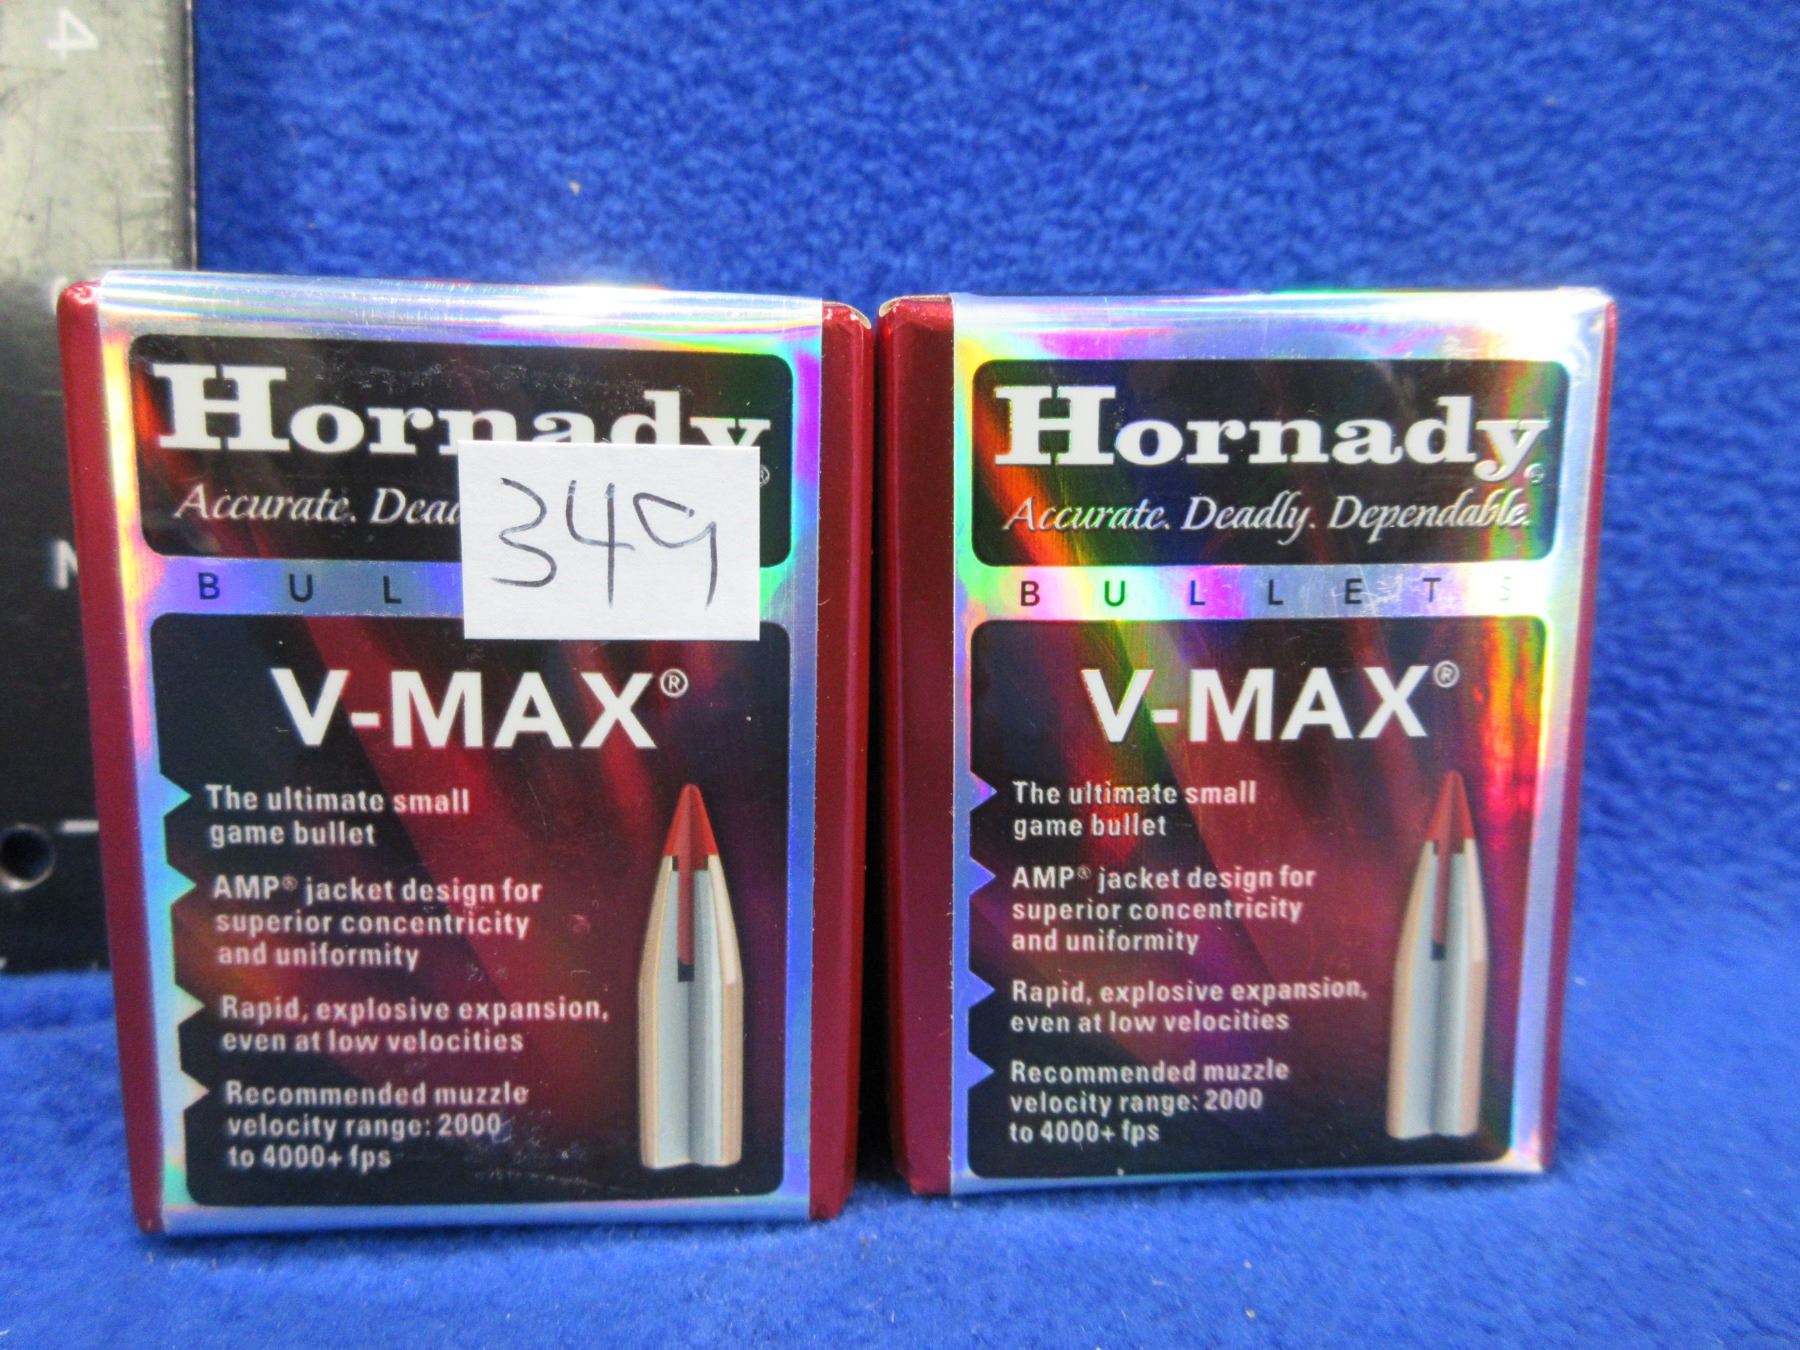 4
Hornady
Accurate. Dead
349
BUL
V-MAX®
The ultimate small
game bullet
AMP® jacket design for
superior concentricity
and uniformity
Rapid, explosive expansion,
even at low velocities
Recommended muzzle
velocity range: 2000
to 4000+ fps
Hornady®
Accurate. Deadly. Dependable.
BULLETS
V-MAX®
The ultimate small
game bullet
AMP® jacket design for
superior concentricity
and uniformity
Rapid, explosive expansion,
even at low velocities
Recommended muzzle
velocity range: 2000
to 4000+ fps